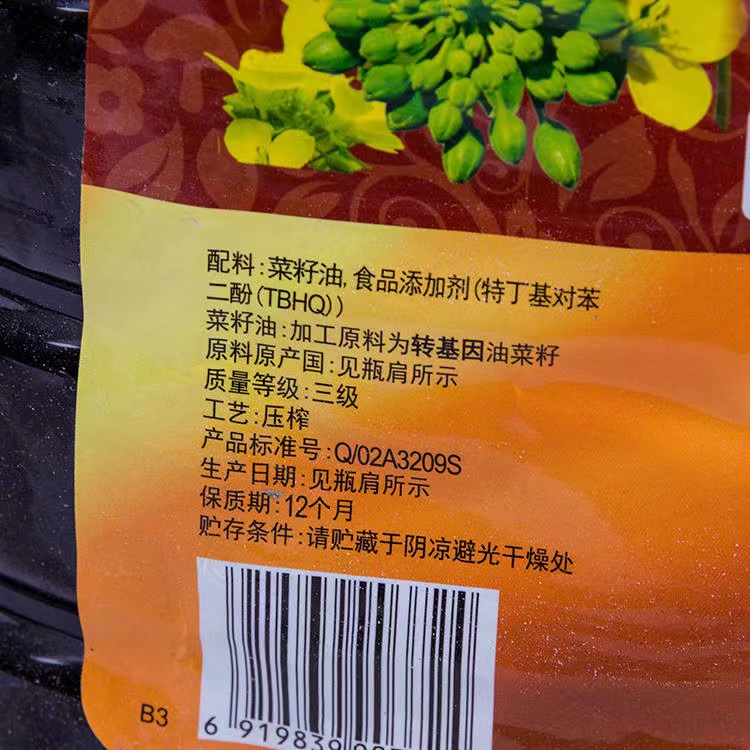 配料:菜籽油,食品添加剂(特丁基对苯
二酚(TBHQ))
菜籽油:加工原料为转基因油菜籽
原料原产国:见瓶肩所示
质量等级:三级
工艺:压榨
产品标准号:Q/02A3209S
生产日期:见瓶肩所示
保质期:12个月
贮存条件:请贮藏于阴凉避光干燥处
B3
6 919839